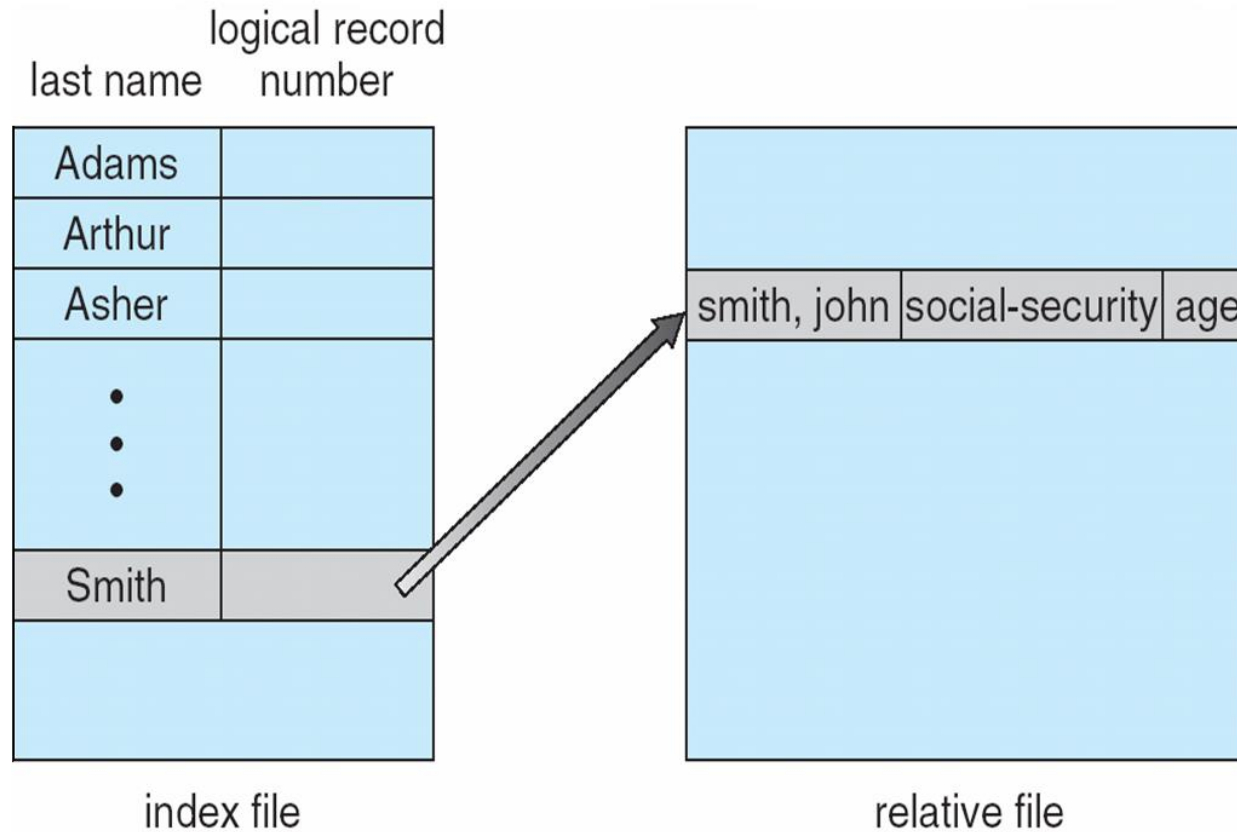 logical record
last name number
Adams
Arthur
Asher
Smith
smith, john social-security age
index file
relative file